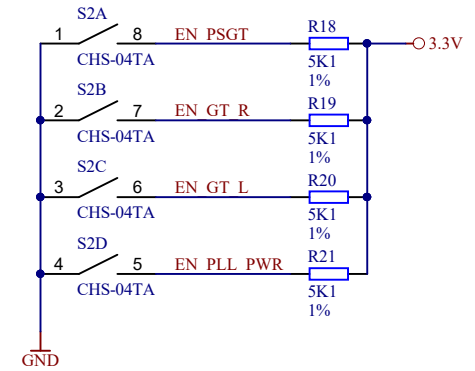 S2A
1 8 EN_PSGT R18 3.3V
CHS-04TA 5K1
1%
S2B
2 7 EN_GT_R R19
CHS-04TA 5K1
1%
S2C
3 6 EN_GT_L R20
CHS-04TA 5K1
1%
S2D
4 5 EN_PLL_PWR R21
CHS-04TA 5K1
1%
GND